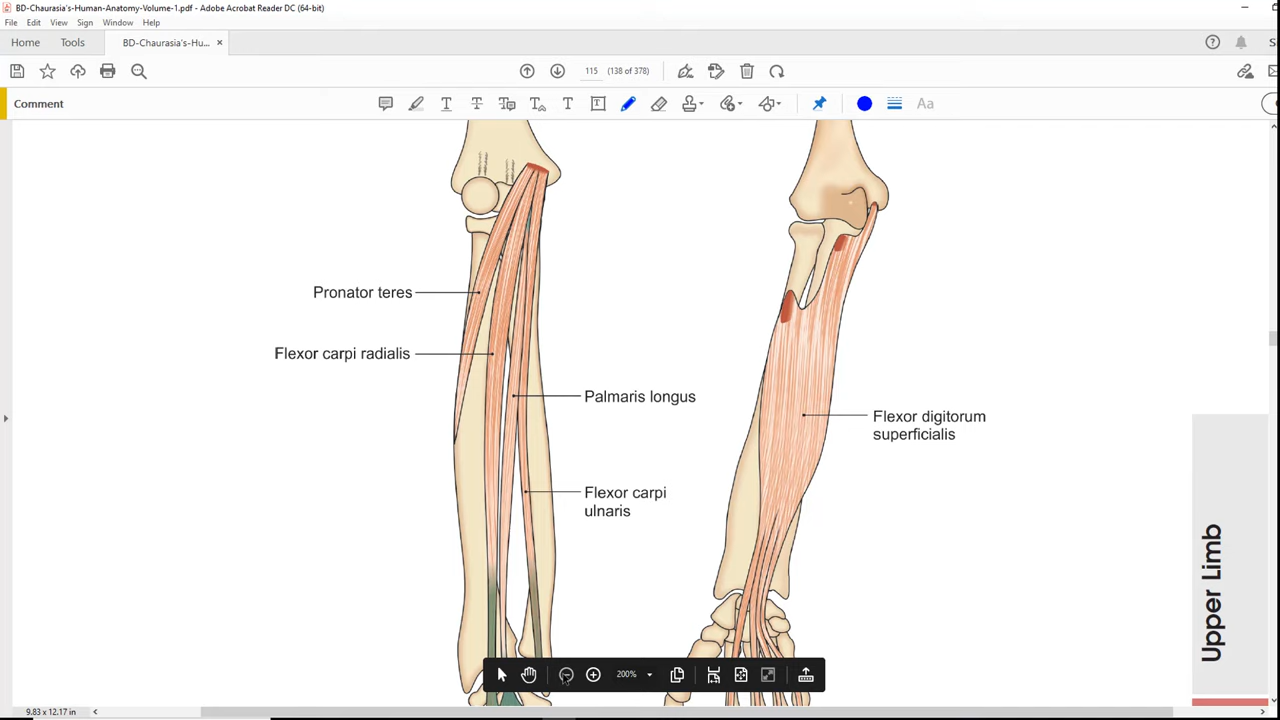 BD-Chaurasia's-Human-Anatomy-Volume-1.pdf - Adobe Acrobat Reader DC (64-bit)
File Edit View Sign Window Help
Home Tools BD-Chaurasia's-Hu... × ? S
115 (138 of 378)
Comment T T T T T T Aa
Pronator teres
Flexor carpi radialis
Palmaris longus
Flexor digitorum
superficialis
Flexor carpi
ulnaris
Upper Limb
200%
9.83 x 12.17 in